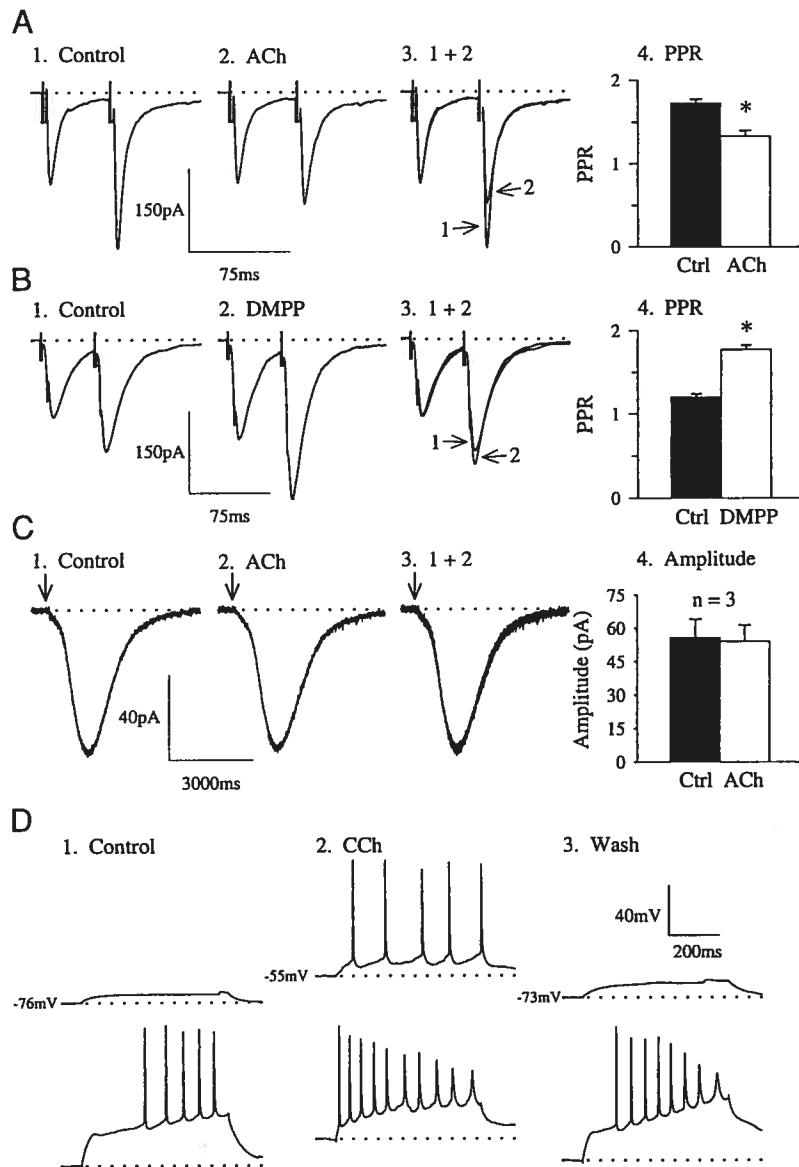 A
1. Control
2. ACh
3. 1 + 2
4. PPR
150pA
75ms
1
2
PPR
2
1
0
Ctrl ACh
*
B
1. Control
2. DMPP
3. 1 + 2
4. PPR
150pA
75ms
1
2
PPR
2
1
0
Ctrl DMPP
*
C
1. Control
2. ACh
3. 1 + 2
4. Amplitude
40pA
3000ms
Amplitude (pA)
75
60
45
30
15
0
n = 3
Ctrl ACh
D
1. Control
2. CCh
3. Wash
40mV
200ms
-76mV
-55mV
-73mV